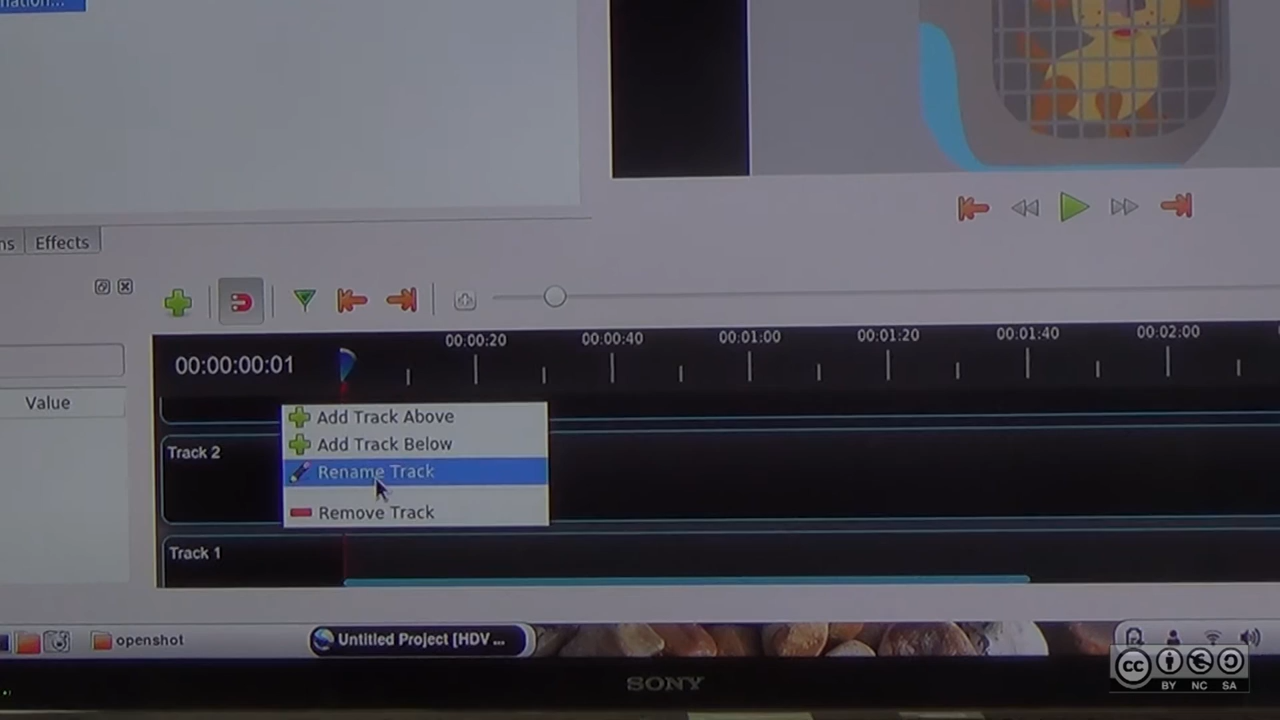 Effects
00:00:20 00:00:40 00:01:00 00:01:20 00:01:40 00:02:00
00:00:00:01
Value
Add Track Above
Add Track Below
Track 2
Rename Track
Remove Track
Track 1
openshot
Untitled Project [HDV ...
SONY
cc
BY NC SA